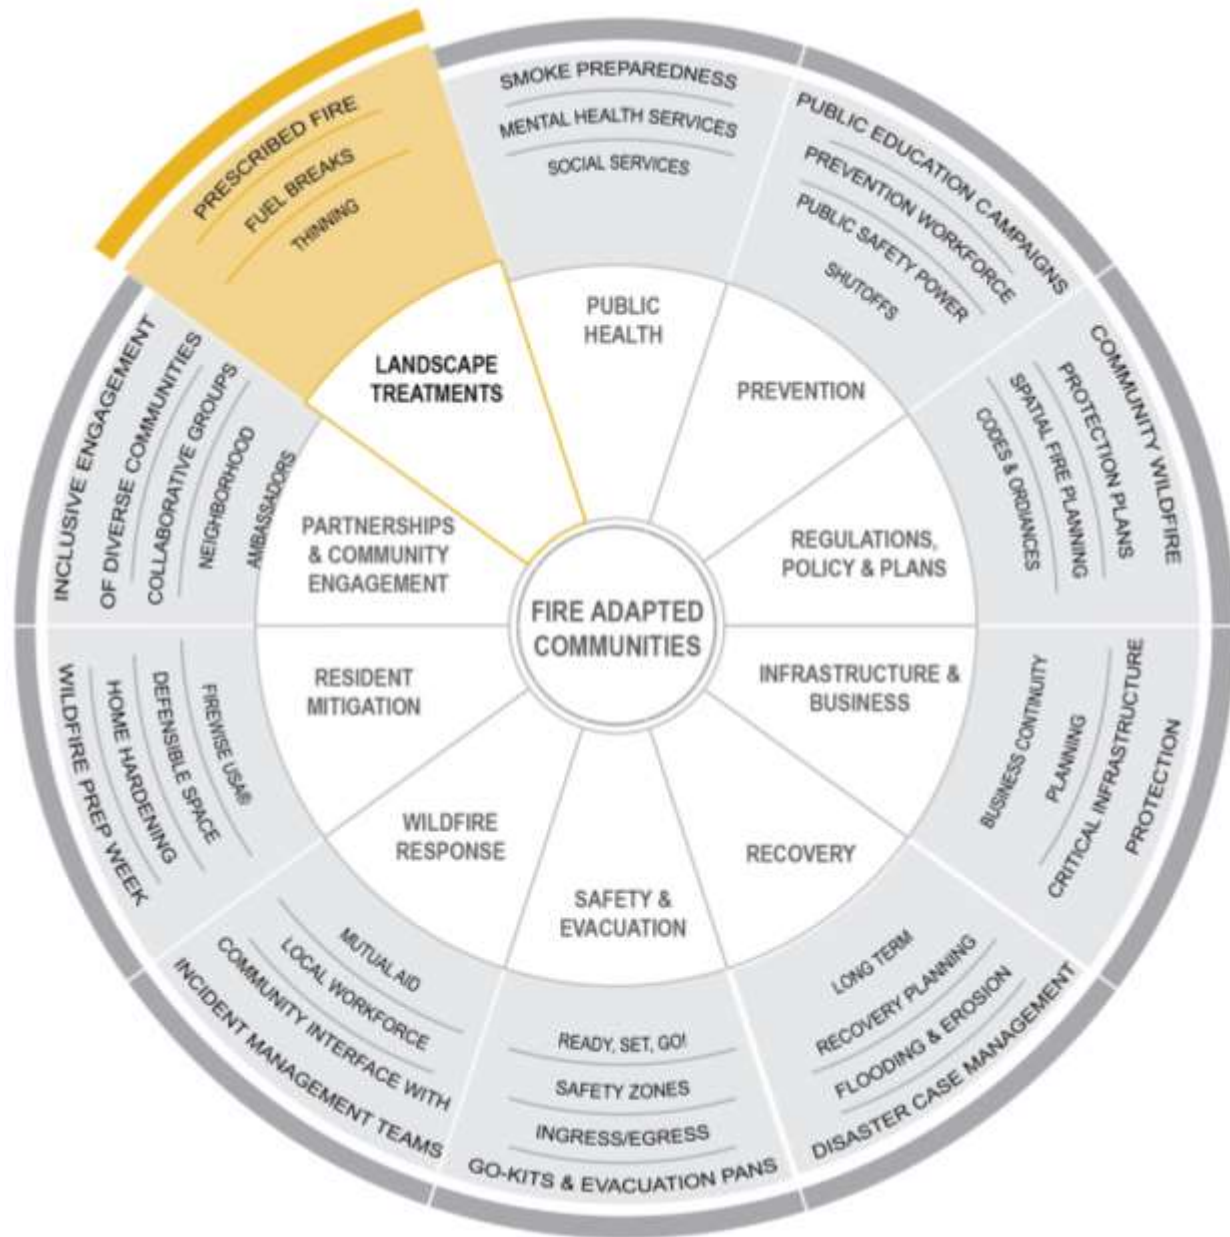 FIRE ADAPTED
COMMUNITIES
LANDSCAPE
TREATMENTS
PRESCRIBED FIRE
FUEL BREAKS
THINNING
PUBLIC
HEALTH
SMOKE PREPAREDNESS
MENTAL HEALTH SERVICES
SOCIAL SERVICES
PREVENTION
PUBLIC EDUCATION CAMPAIGNS
PREVENTION WORKFORCE
PUBLIC SAFETY POWER
SHUTOFFS
REGULATIONS,
POLICY & PLANS
COMMUNITY WILDFIRE
PROTECTION PLANS
SPATIAL FIRE PLANNING
CODES & ORDIANCES
INFRASTRUCTURE &
BUSINESS
BUSINESS CONTINUITY
PLANNING
CRITICAL INFRASTRUCTURE
PROTECTION
RECOVERY
LONG TERM
RECOVERY PLANNING
FLOODING & EROSION
DISASTER CASE MANAGEMENT
SAFETY &
EVACUATION
READY, SET, GO!
SAFETY ZONES
INGRESS/EGRESS
GO-KITS & EVACUATION PANS
WILDFIRE
RESPONSE
MUTUAL AID
LOCAL WORKFORCE
COMMUNITY INTERFACE WITH
INCIDENT MANAGEMENT TEAMS
RESIDENT
MITIGATION
FIREWISE USA®
DEFENSIBLE SPACE
HOME HARDENING
WILDFIRE PREP WEEK
PARTNERSHIPS
& COMMUNITY
ENGAGEMENT
INCLUSIVE ENGAGEMENT
OF DIVERSE COMMUNITIES
COLLABORATIVE GROUPS
NEIGHBORHOOD
AMBASSADORS